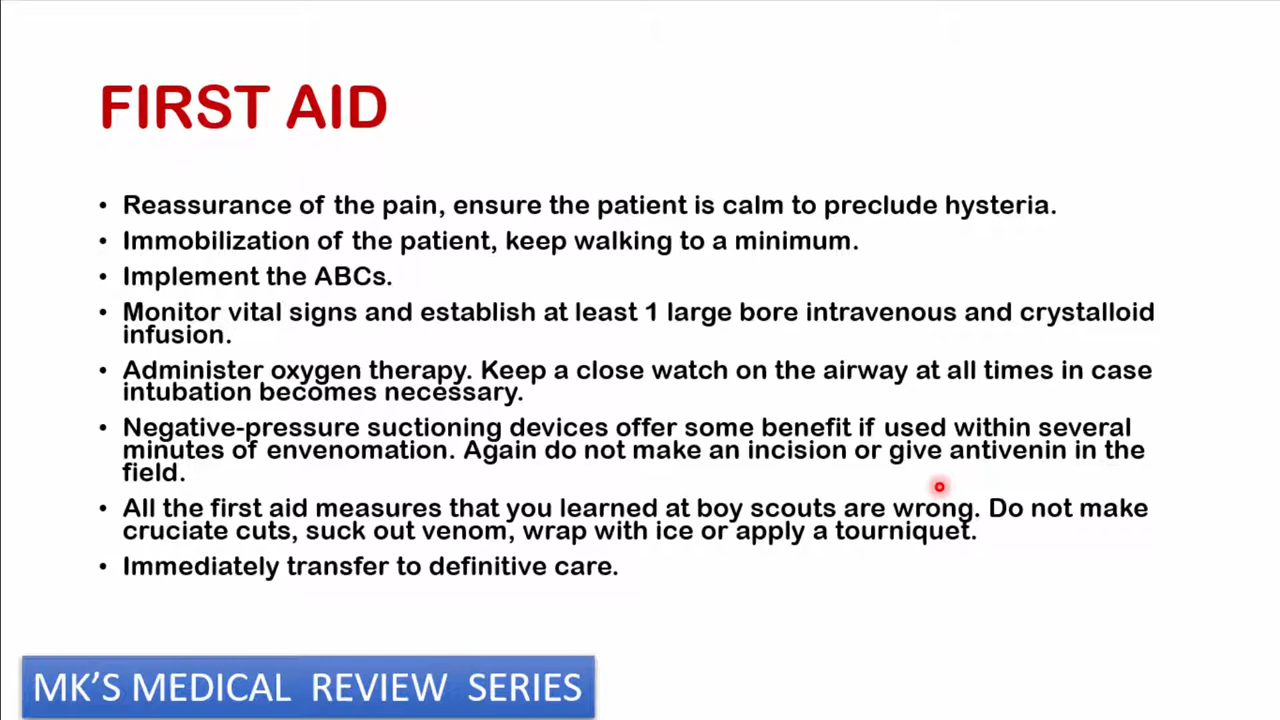 FIRST AID
• Reassurance of the pain, ensure the patient is calm to preclude hysteria.
• Immobilization of the patient, keep walking to a minimum.
• Implement the ABCs.
• Monitor vital signs and establish at least 1 large bore intravenous and crystalloid
infusion.
• Administer oxygen therapy. Keep a close watch on the airway at all times in case
intubation becomes necessary.
• Negative-pressure suctioning devices offer some benefit if used within several
minutes of envenomation. Again do not make an incision or give antivenin in the
field.
• All the first aid measures that you learned at boy scouts are wrong. Do not make
cruciate cuts, suck out venom, wrap with ice or apply a tourniquet.
• Immediately transfer to definitive care.
MK'S MEDICAL REVIEW SERIES